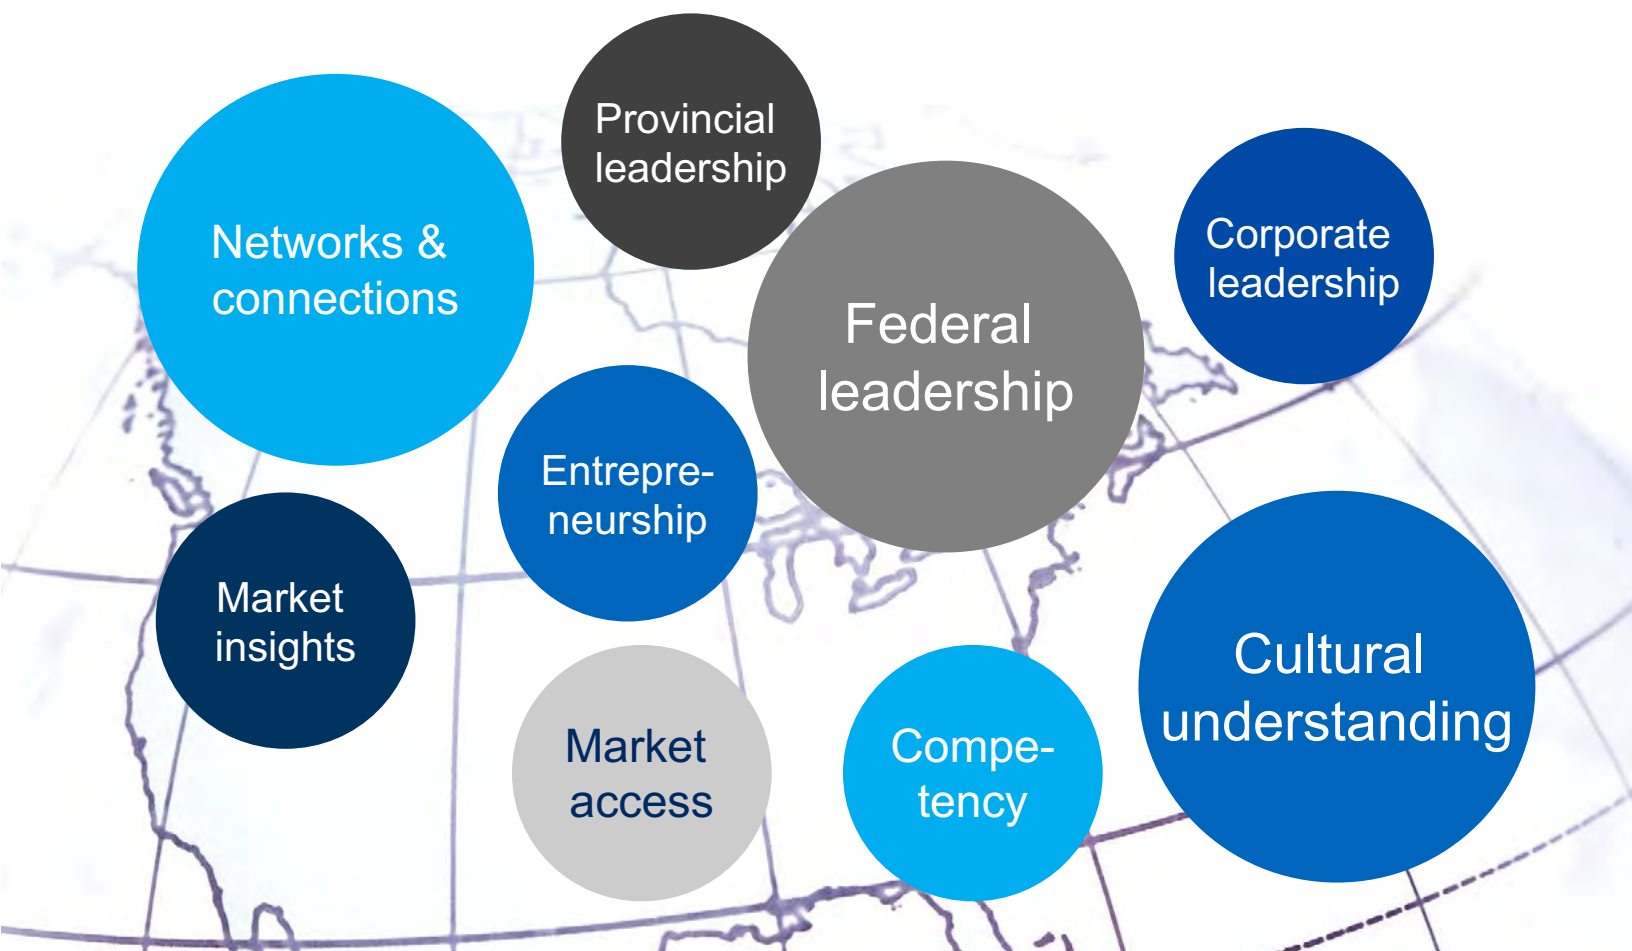 Provincial
leadership
Networks &
connections
Corporate
leadership
Federal
leadership
Entrepre-
neurship
Market
insights
Cultural
understanding
Market
access
Compe-
tency